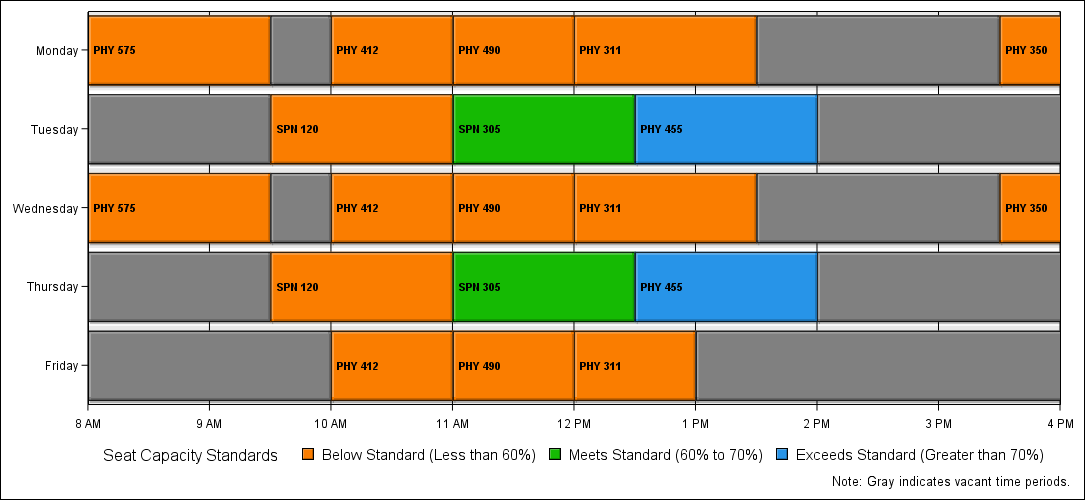 Monday PHY 575 PHY 412 PHY 490 PHY 311 PHY 350
Tuesday SPN 120 SPN 305 PHY 455
Wednesday PHY 575 PHY 412 PHY 490 PHY 311 PHY 350
Thursday SPN 120 SPN 305 PHY 455
Friday PHY 412 PHY 490 PHY 311
8 AM 9 AM 10 AM 11 AM 12 PM 1 PM 2 PM 3 PM 4 PM
Seat Capacity Standards Below Standard (Less than 60%) Meets Standard (60% to 70%) Exceeds Standard (Greater than 70%)
Note: Gray indicates vacant time periods.